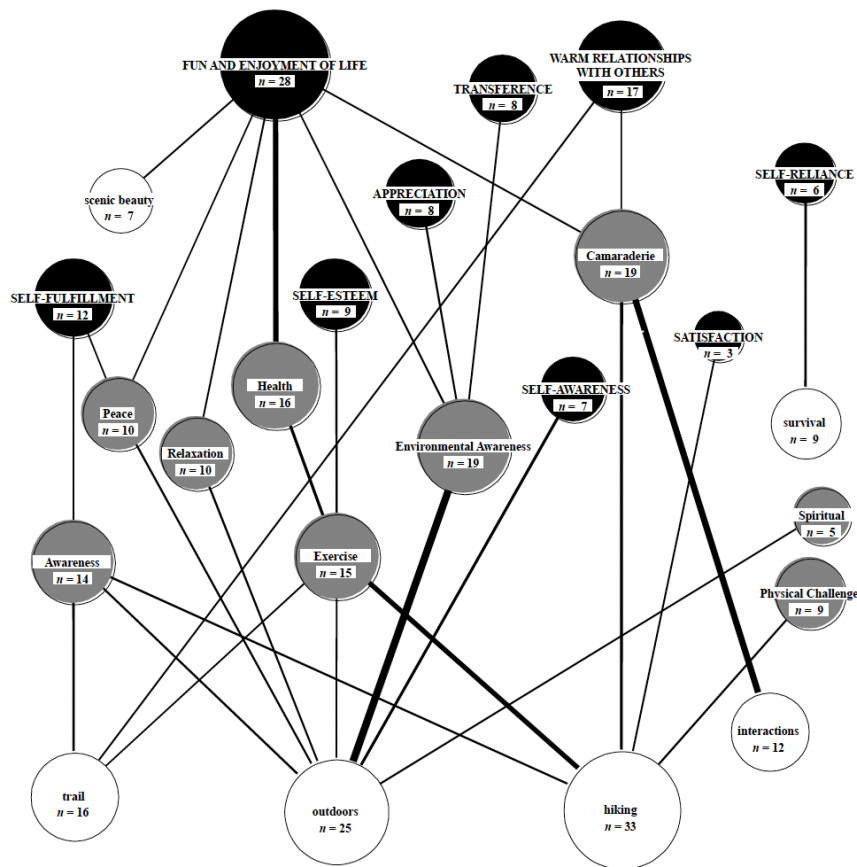 FUN AND ENJOYMENT OF LIFE
n = 28
WARM RELATIONSHIPS
WITH OTHERS
n = 17
TRANSFERENCE
n = 8
SELF-RELIANCE
n = 6
APPRECIATION
n = 8
scenic beauty
n = 7
Camaraderie
n = 19
SELF-FULFILLMENT
n = 12
SELF-ESTEEM
n = 9
SATISFACTION
n = 3
Health
n = 16
SELF-AWARENESS
n = 7
Peace
n = 10
survival
n = 9
Relaxation
n = 10
Environmental Awareness
n = 19
Spiritual
n = 5
Awareness
n = 14
Exercise
n = 15
Physical Challenge
n = 9
interactions
n = 12
trail
n = 16
outdoors
n = 25
hiking
n = 33